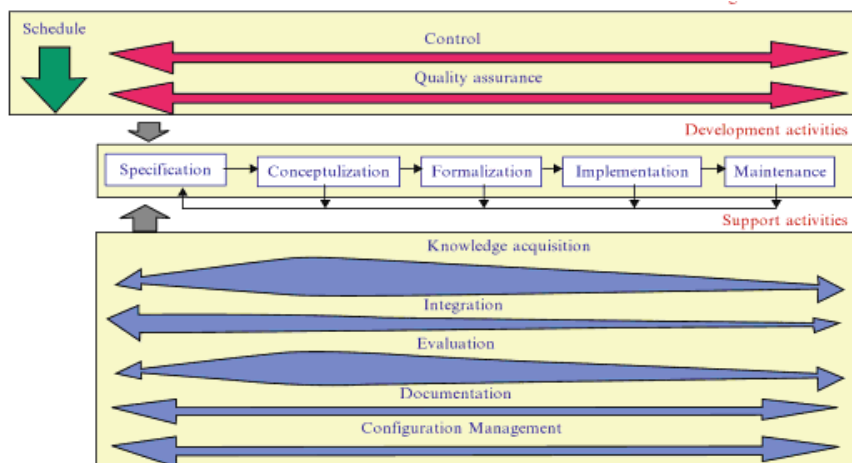 Schedule
Control
Quality assurance
Development activities
Specification
Conceptulization
Formalization
Implementation
Maintenance
Support activities
Knowledge acquisition
Integration
Evaluation
Documentation
Configuration Management